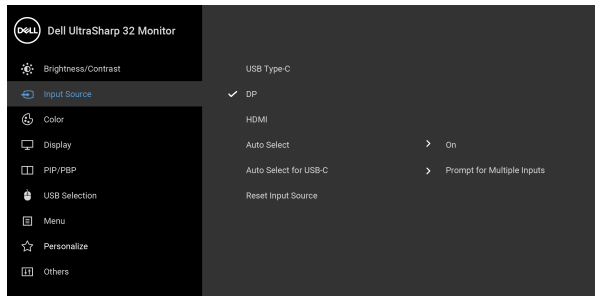 DELL
Dell UltraSharp 32 Monitor
Brightness/Contrast
USB Type-C
Input Source
DP
Color
HDMI
Display
Auto Select
On
PIP/PBP
Auto Select for USB-C
Prompt for Multiple Inputs
USB Selection
Reset Input Source
Menu
Personalize
Others